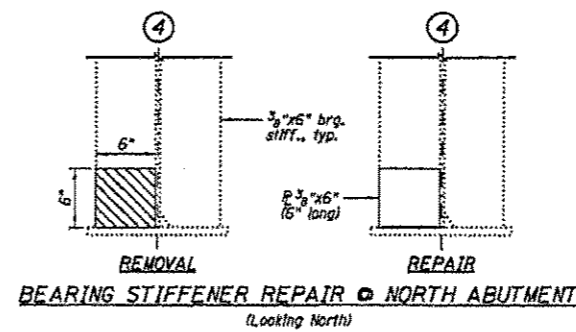 4
4
3/8"x6" brg.
stiff., typ.
6"
6"
PL 3/8"x6"
(6" long)
REMOVAL
REPAIR
BEARING STIFFENER REPAIR @ NORTH ABUTMENT
(Looking North)